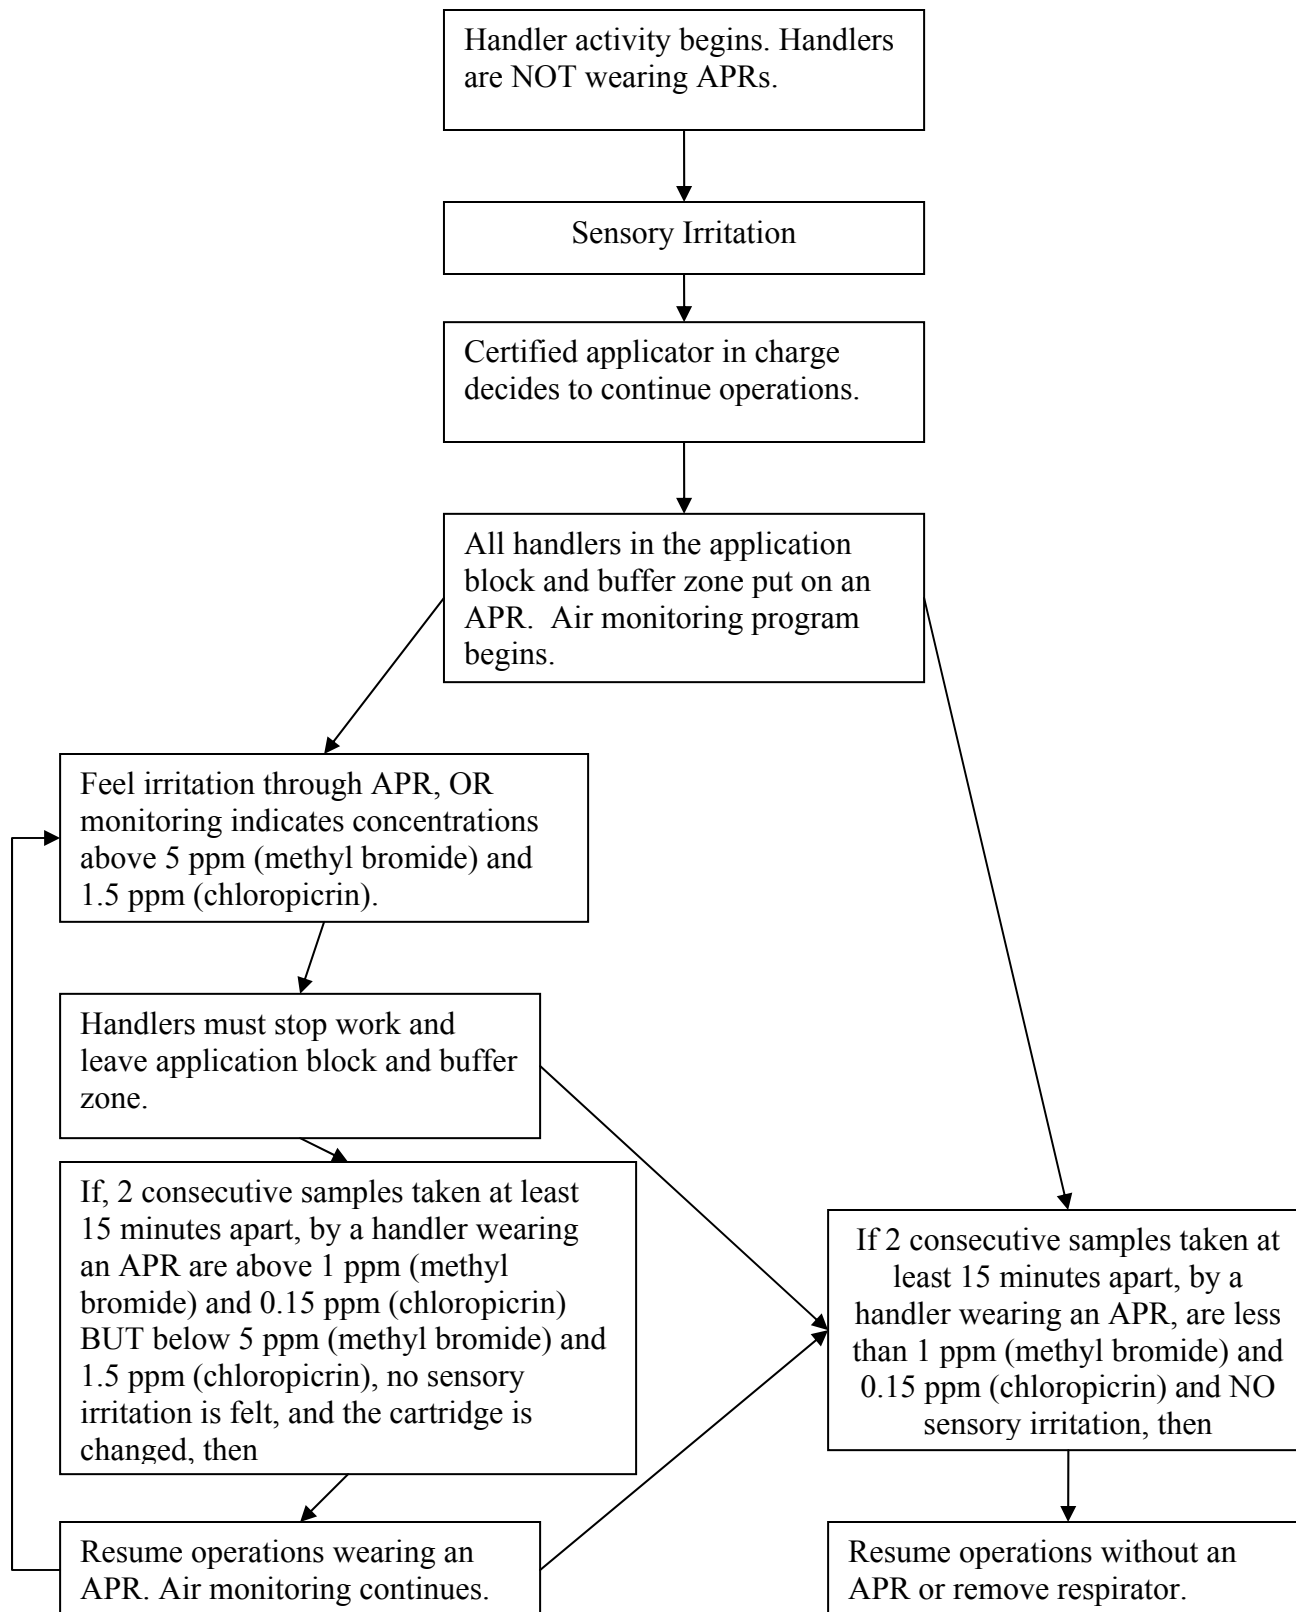 Handler activity begins. Handlers
are NOT wearing APRs.
Sensory Irritation
Certified applicator in charge
decides to continue operations.
All handlers in the application
block and buffer zone put on an
APR.  Air monitoring program
begins.
Feel irritation through APR, OR
monitoring indicates concentrations
above 5 ppm (methyl bromide) and
1.5 ppm (chloropicrin).
Handlers must stop work and
leave application block and buffer
zone.
If, 2 consecutive samples taken at least
15 minutes apart, by a handler wearing
an APR are above 1 ppm (methyl
bromide) and 0.15 ppm (chloropicrin)
BUT below 5 ppm (methyl bromide) and
1.5 ppm (chloropicrin), no sensory
irritation is felt, and the cartridge is
changed, then
If 2 consecutive samples taken at
least 15 minutes apart, by a
handler wearing an APR, are less
than 1 ppm (methyl bromide) and
0.15 ppm (chloropicrin) and NO
sensory irritation, then
Resume operations wearing an
APR. Air monitoring continues.
Resume operations without an
APR or remove respirator.